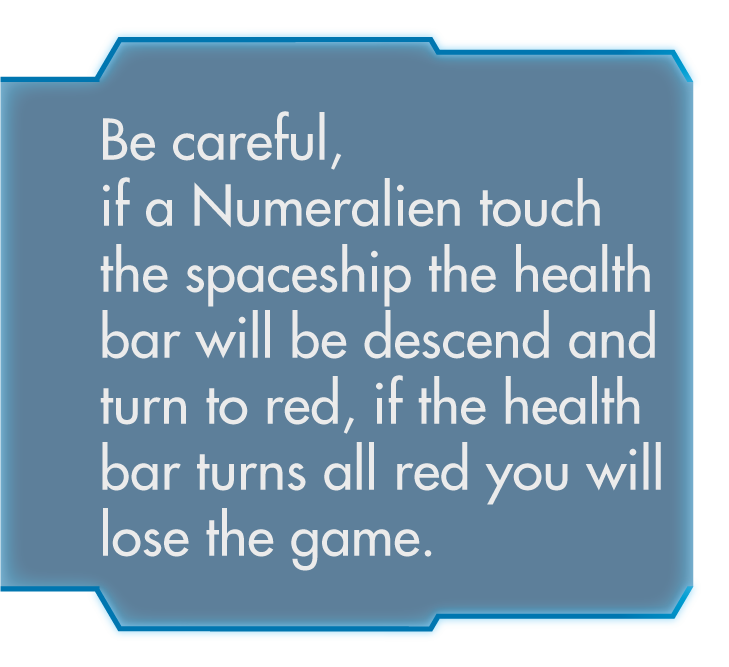 Be careful,
if a Numeralien touch
the spaceship the health
bar will be descend and
turn to red, if the health
bar turns all red you will
lose the game.